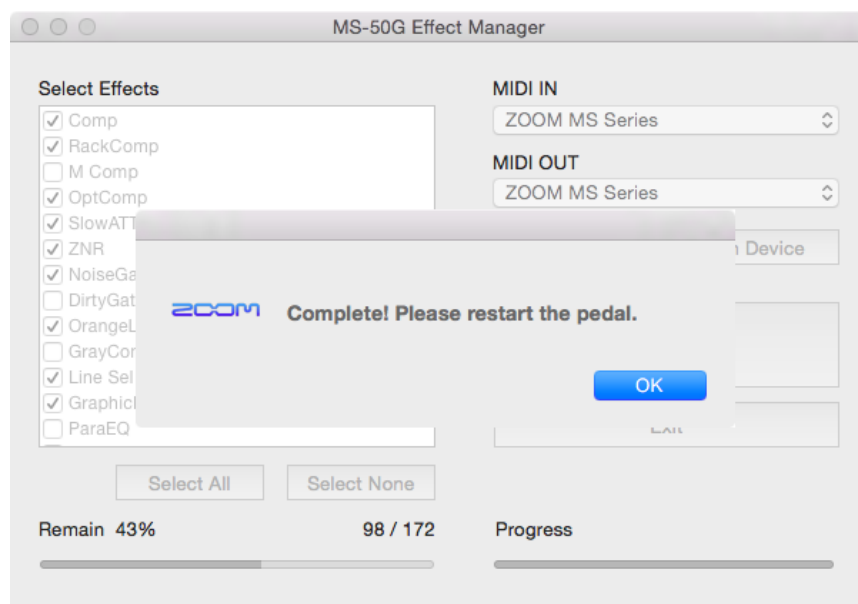 MS-50G Effect Manager
Select Effects
Comp
RackComp
M Comp
OptComp
SlowATT
ZNR
NoiseGa
DirtyGat
OrangeL
GrayCor
Line Sel
Graphic
ParaEQ
Select All
Select None
Remain 43%
98 / 172
MIDI IN
ZOOM MS Series
MIDI OUT
ZOOM MS Series
Device
Exit
Progress
ZOOM
Complete! Please restart the pedal.
OK